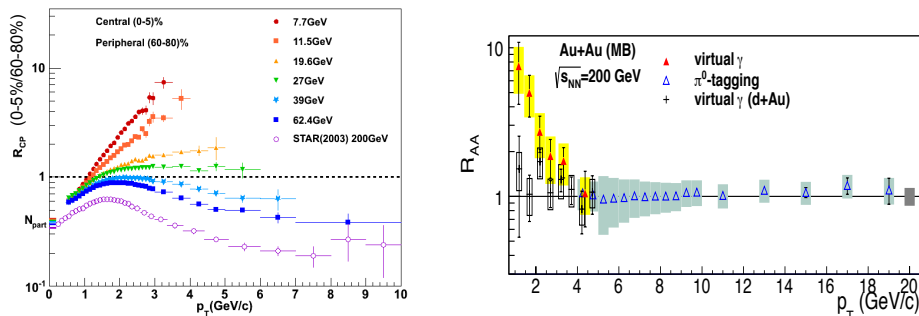 Central (0-5)%
Peripheral (60-80)%
7.7GeV
11.5GeV
19.6GeV
27GeV
39GeV
62.4GeV
STAR(2003) 200GeV
R_CP (0-5%/60-80%)
10
1
N_part
10^-1
0 1 2 3 4 5 6 7 8 9 10
p_T(GeV/c)
Au+Au (MB)
√s_NN=200 GeV
virtual γ
π^0-tagging
virtual γ (d+Au)
R_AA
10
1
2 4 6 8 10 12 14 16 18 20
p_T (GeV/c)